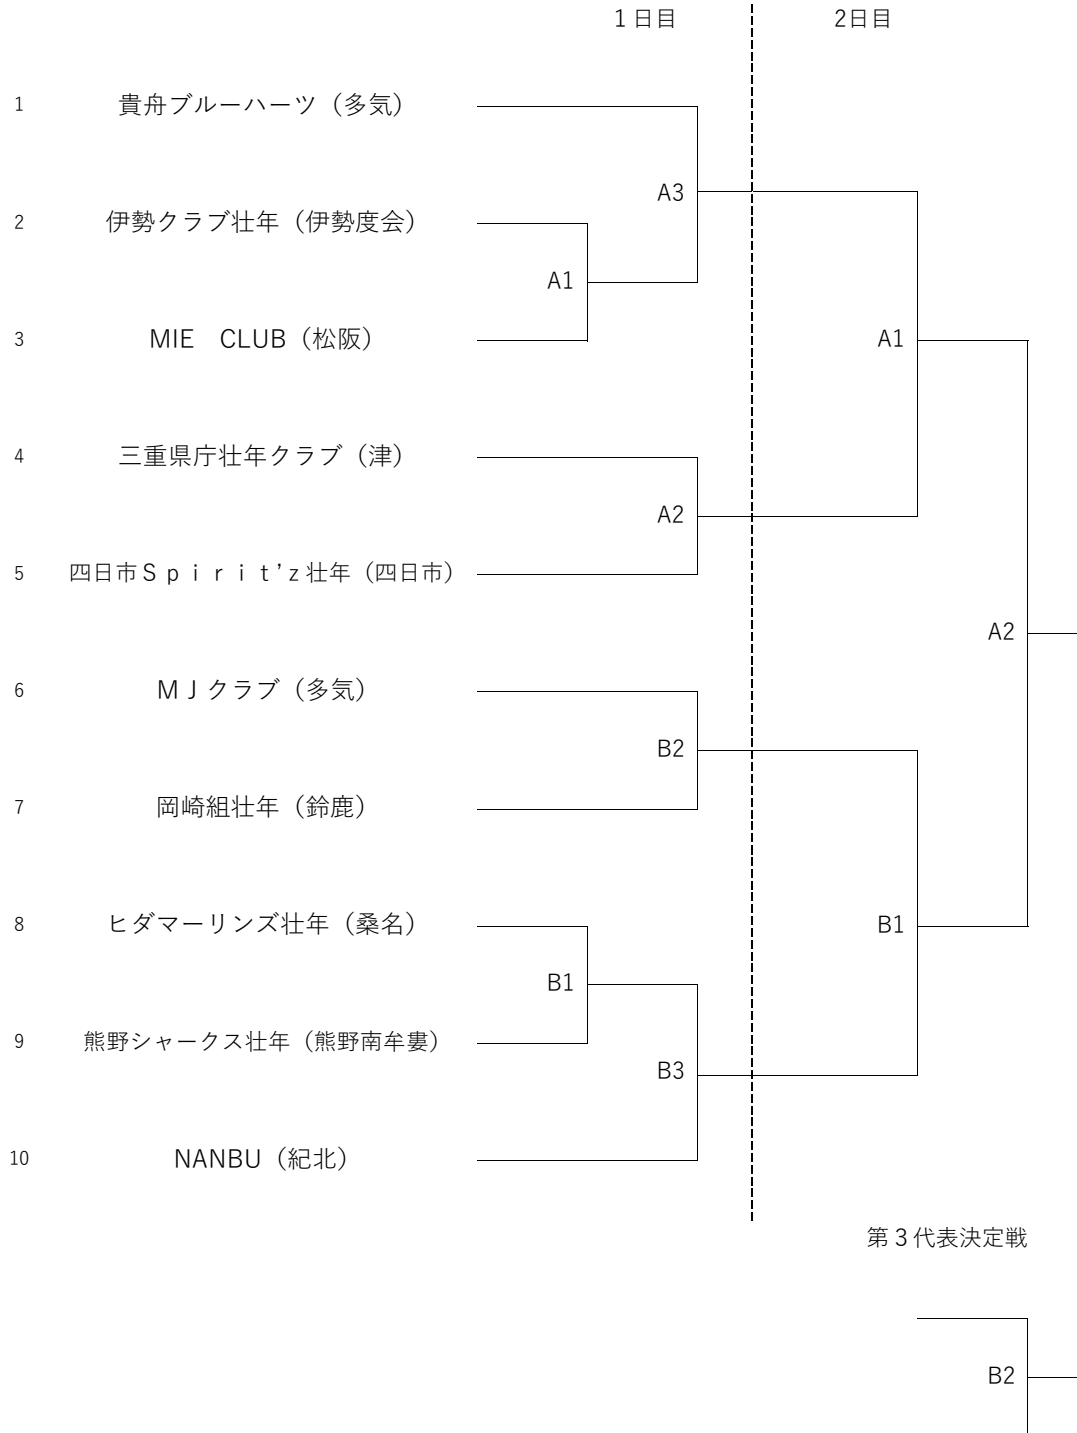 １日目 2日目
1 貴舟ブルーハーツ（多気）
A3
2 伊勢クラブ壮年（伊勢度会）
A1
3 MIE　CLUB（松阪）
A1
4 三重県庁壮年クラブ（津）
A2
5 四日市Ｓｐｉｒｉｔ’ｚ壮年（四日市）
A2
6 ＭＪクラブ（多気）
B2
7 岡崎組壮年（鈴鹿）
8 ヒダマーリンズ壮年（桑名）
B1
B1
9 熊野シャークス壮年（熊野南牟婁）
B3
10 NANBU（紀北）
第３代表決定戦
B2